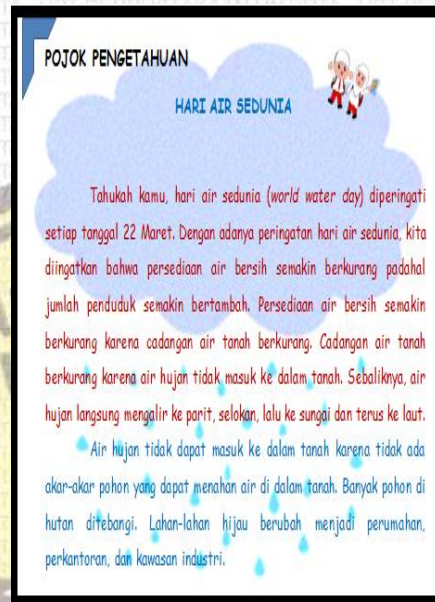 POJOK PENGETAHUAN
HARI AIR SEDUNIA
Tahukah kamu, hari air sedunia (world water day) diperingati
setiap tanggal 22 Maret. Dengan adanya peringatan hari air sedunia, kita
diingatkan bahwa persediaan air bersih semakin berkurang padahal
jumlah penduduk semakin bertambah. Persediaan air bersih semakin
berkurang karena cadangan air tanah berkurang. Cadangan air tanah
berkurang karena air hujan tidak masuk ke dalam tanah. Sebaliknya, air
hujan langsung mengalir ke parit, selokan, lalu ke sungai dan terus ke laut.
Air hujan tidak dapat masuk ke dalam tanah karena tidak ada
akar-akar pohon yang dapat menahan air di dalam tanah. Banyak pohon di
hutan ditebangi. Lahan-lahan hijau berubah menjadi perumahan,
perkantoran, dan kawasan industri.